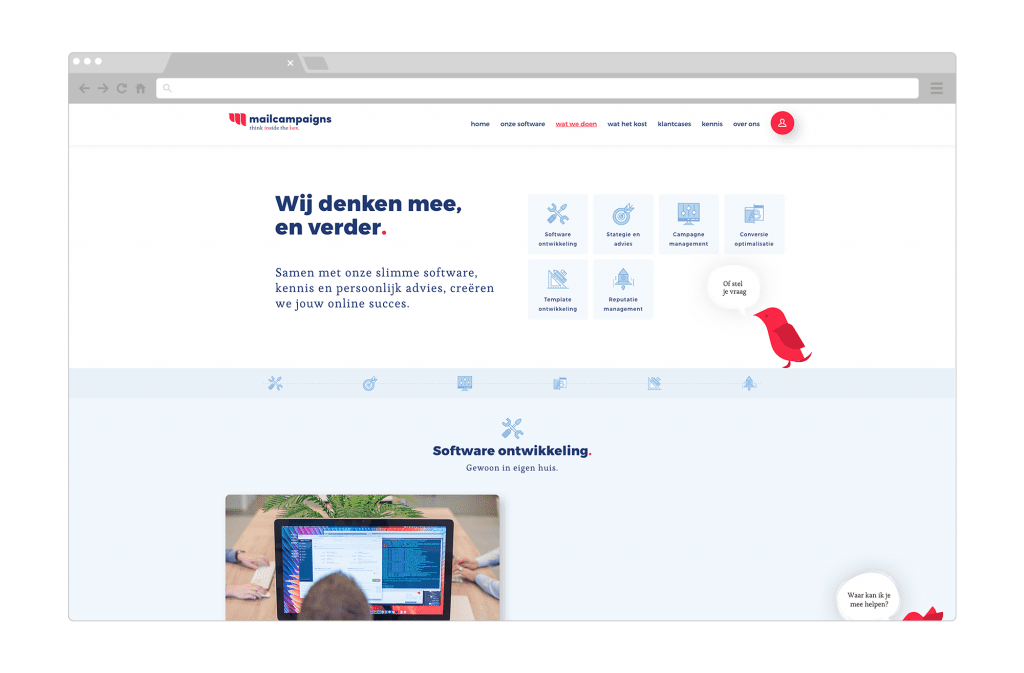 mailcampaigns
think inside the box.
home onze software wat we doen wat het kost klantcases kennis over ons
Wij denken mee,
en verder.
Samen met onze slimme software,
kennis en persoonlijk advies, creëren
we jouw online succes.
Software
ontwikkeling
Stategie en
advies
Campagne
management
Conversie
optimalisatie
Template
ontwikkeling
Reputatie
management
Of stel
je vraag
Software ontwikkeling.
Gewoon in eigen huis.
Waar kan ik je
mee helpen?